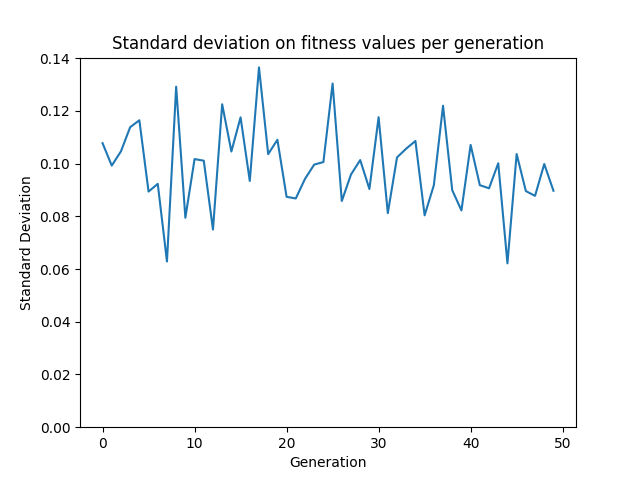 Standard deviation on fitness values per generation
0.14
0.12
0.10
0.08
0.06
0.04
0.02
0.00
Standard Deviation
0 10 20 30 40 50
Generation